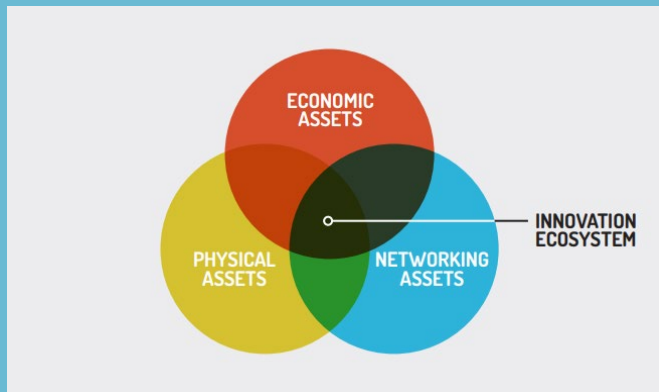 ECONOMIC
ASSETS
PHYSICAL
ASSETS
NETWORKING
ASSETS
INNOVATION
ECOSYSTEM